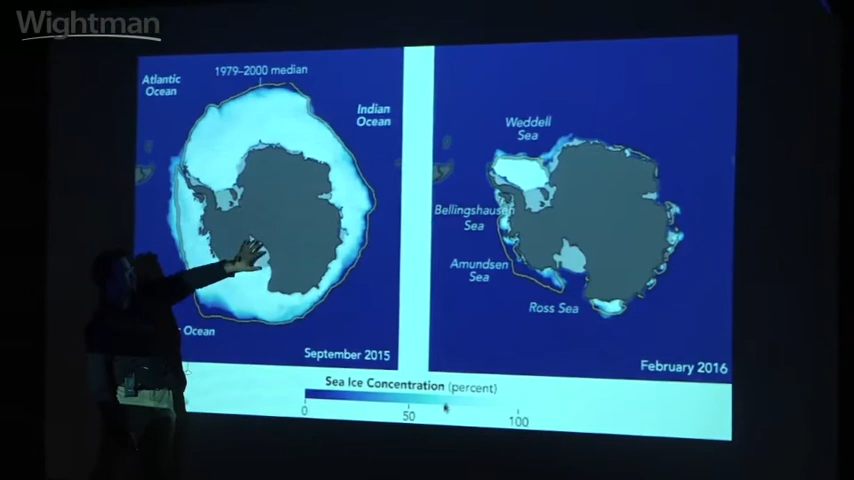 Wightman
1979–2000 median
Atlantic
Ocean
Indian
Ocean
Ocean
September 2015
Weddell
Sea
Bellingshausen
Sea
Amundsen
Sea
Ross Sea
February 2016
Sea Ice Concentration (percent)
0
50
100